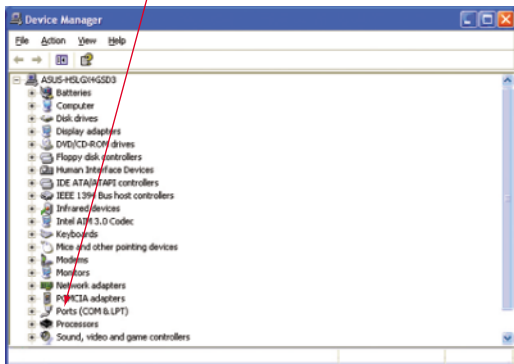 Device Manager
File Action View Help
ASUS-H5LGXHGSD3
Batteries
Computer
Disk drives
Display adapters
DVD/CD-ROM drives
Floppy disk controllers
Human Interface Devices
IDE ATA/ATAPI controllers
IEEE 1394 Bus host controllers
Infrared devices
Intel AIM 3.0 Codec
Keyboards
Mice and other pointing devices
Modems
Monitors
Network adapters
PCMCIA adapters
Ports (COM & LPT)
Processors
Sound, video and game controllers